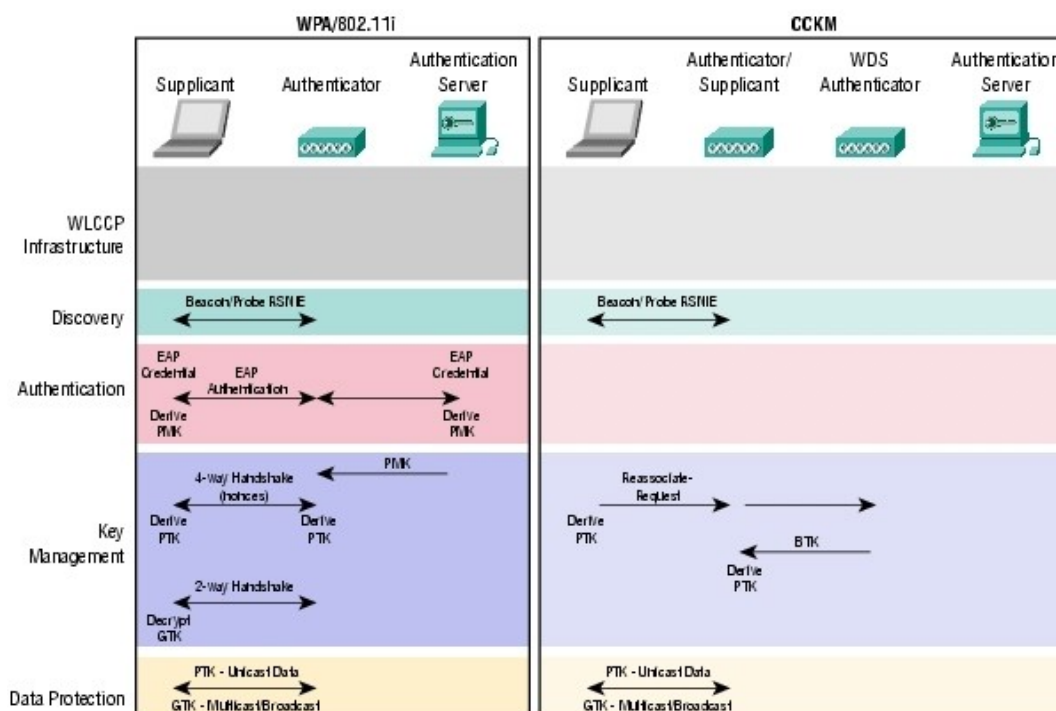 WPA/802.11i
CCKM
Supplicant
Authenticator
Authentication
Server
Supplicant
Authenticator/
Supplicant
WDS
Authenticator
Authentication
Server
WLCCP
Infrastructure
Discovery
Beacon/Probe RSNIE
Beacon/Probe RSNIE
Authentication
EAP
Credential
EAP
Authentication
EAP
Credential
Derive
PMK
Derive
PMK
Key
Management
PMK
4-way Handshake
(nonces)
Derive
PTK
Derive
PTK
2-way Handshake
Decrypt
GTK
Reassociate-
Request
Derive
PTK
BTK
Derive
PTK
Data Protection
PTK - Unicast Data
GTK - Multicast/Broadcast
PTK - Unicast Data
GTK - Multicast/Broadcast